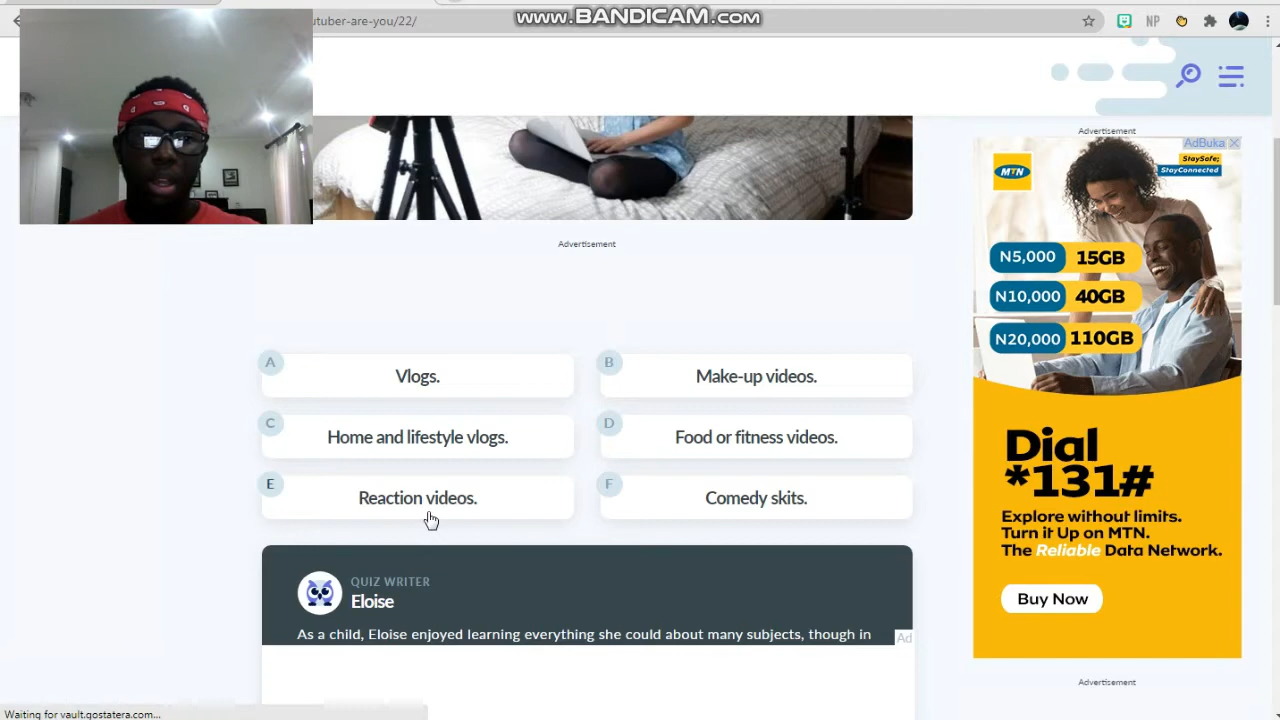 www.BANDICAM.com
utuber-are-you/22/
NP
Advertisement
AdBuka
MTN
StaySafe;
StayConnected
N5,000 15GB
N10,000 40GB
N20,000 110GB
Dial
*131#
Explore without limits.
Turn it Up on MTN.
The Reliable Data Network.
Buy Now
Advertisement
Advertisement
A Vlogs.
B Make-up videos.
C Home and lifestyle vlogs.
D Food or fitness videos.
E Reaction videos.
F Comedy skits.
QUIZ WRITER
Eloise
As a child, Eloise enjoyed learning everything she could about many subjects, though in
Ad
Waiting for vault.gostatera.com...